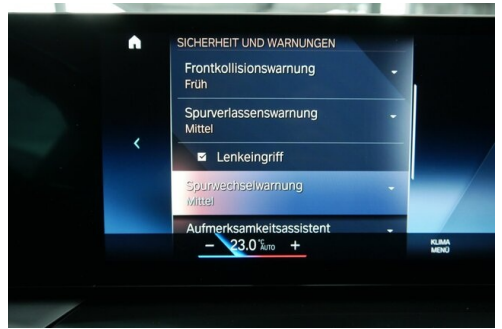 SICHERHEIT UND WARNUNGEN
Frontkollisionswarnung
Früh
Spurverlassenswarnung
Mittel
Lenkeingriff
Spurwechselwarnung
Mittel
Aufmerksamkeitsassistent
– 23.0 °C AUTO +
KLIMA
MENÜ